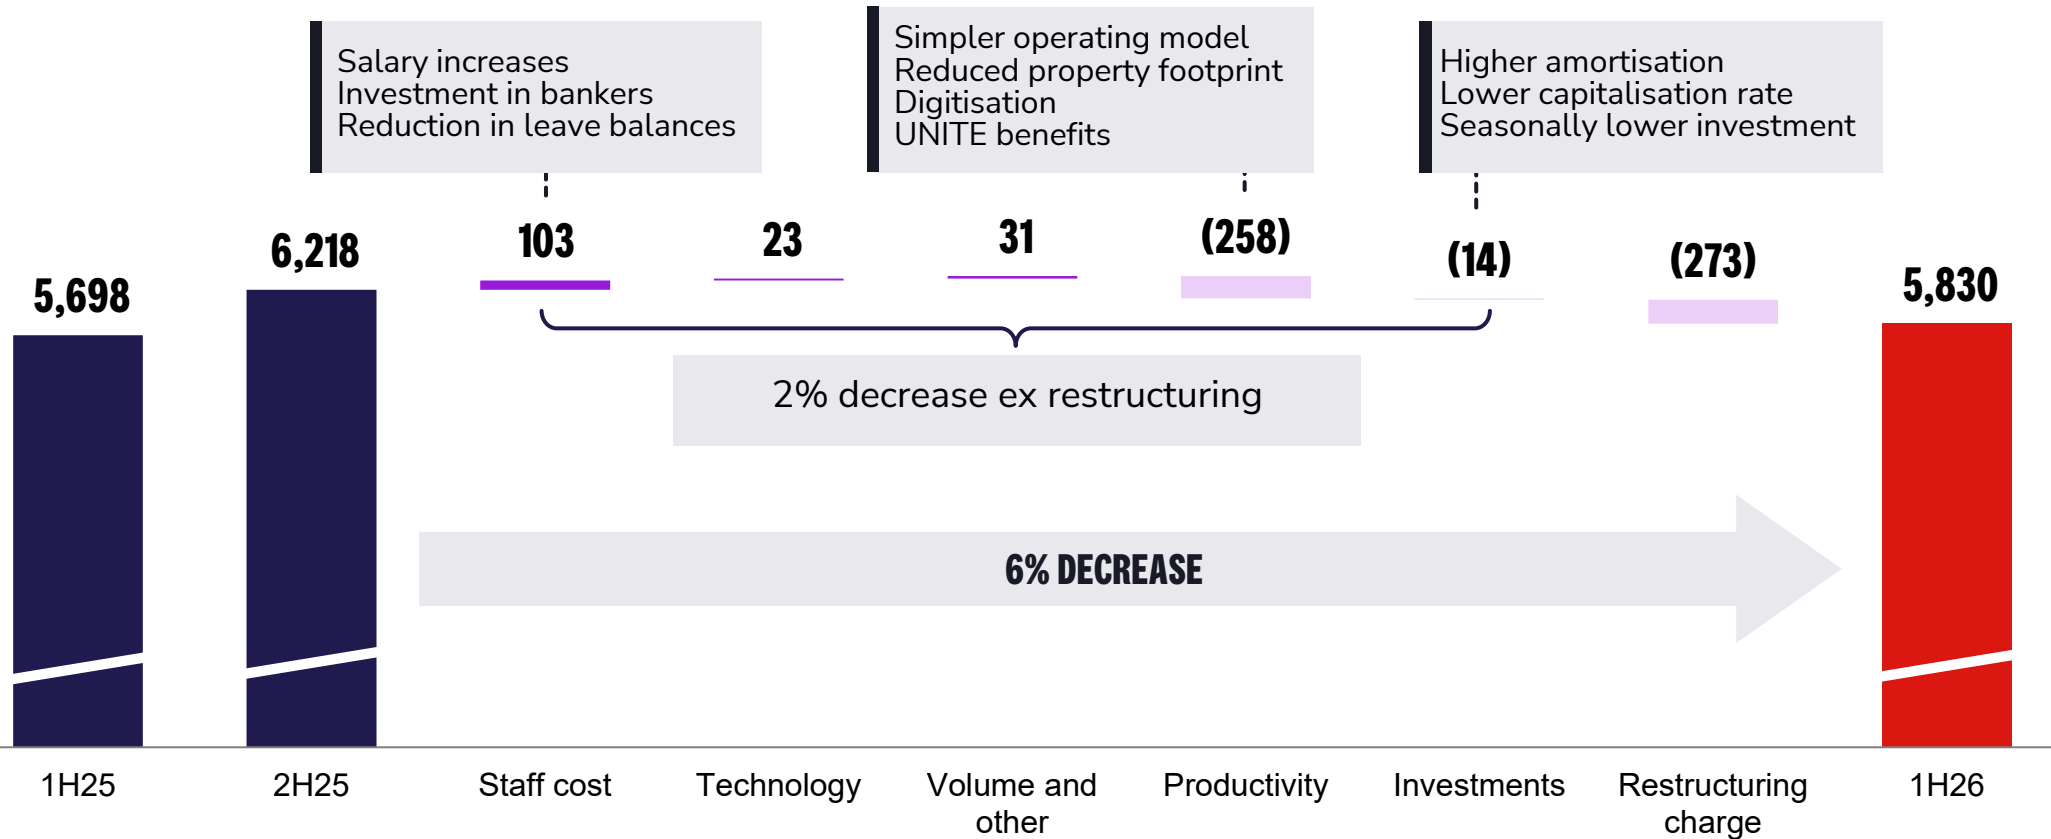 Salary increases
Investment in bankers
Reduction in leave balances
Simpler operating model
Reduced property footprint
Digitisation
UNITE benefits
Higher amortisation
Lower capitalisation rate
Seasonally lower investment
5,698
6,218
103
23
31
(258)
(14)
(273)
5,830
2% decrease ex restructuring
6% DECREASE
1H25
2H25
Staff cost
Technology
Volume and
other
Productivity
Investments
Restructuring
charge
1H26